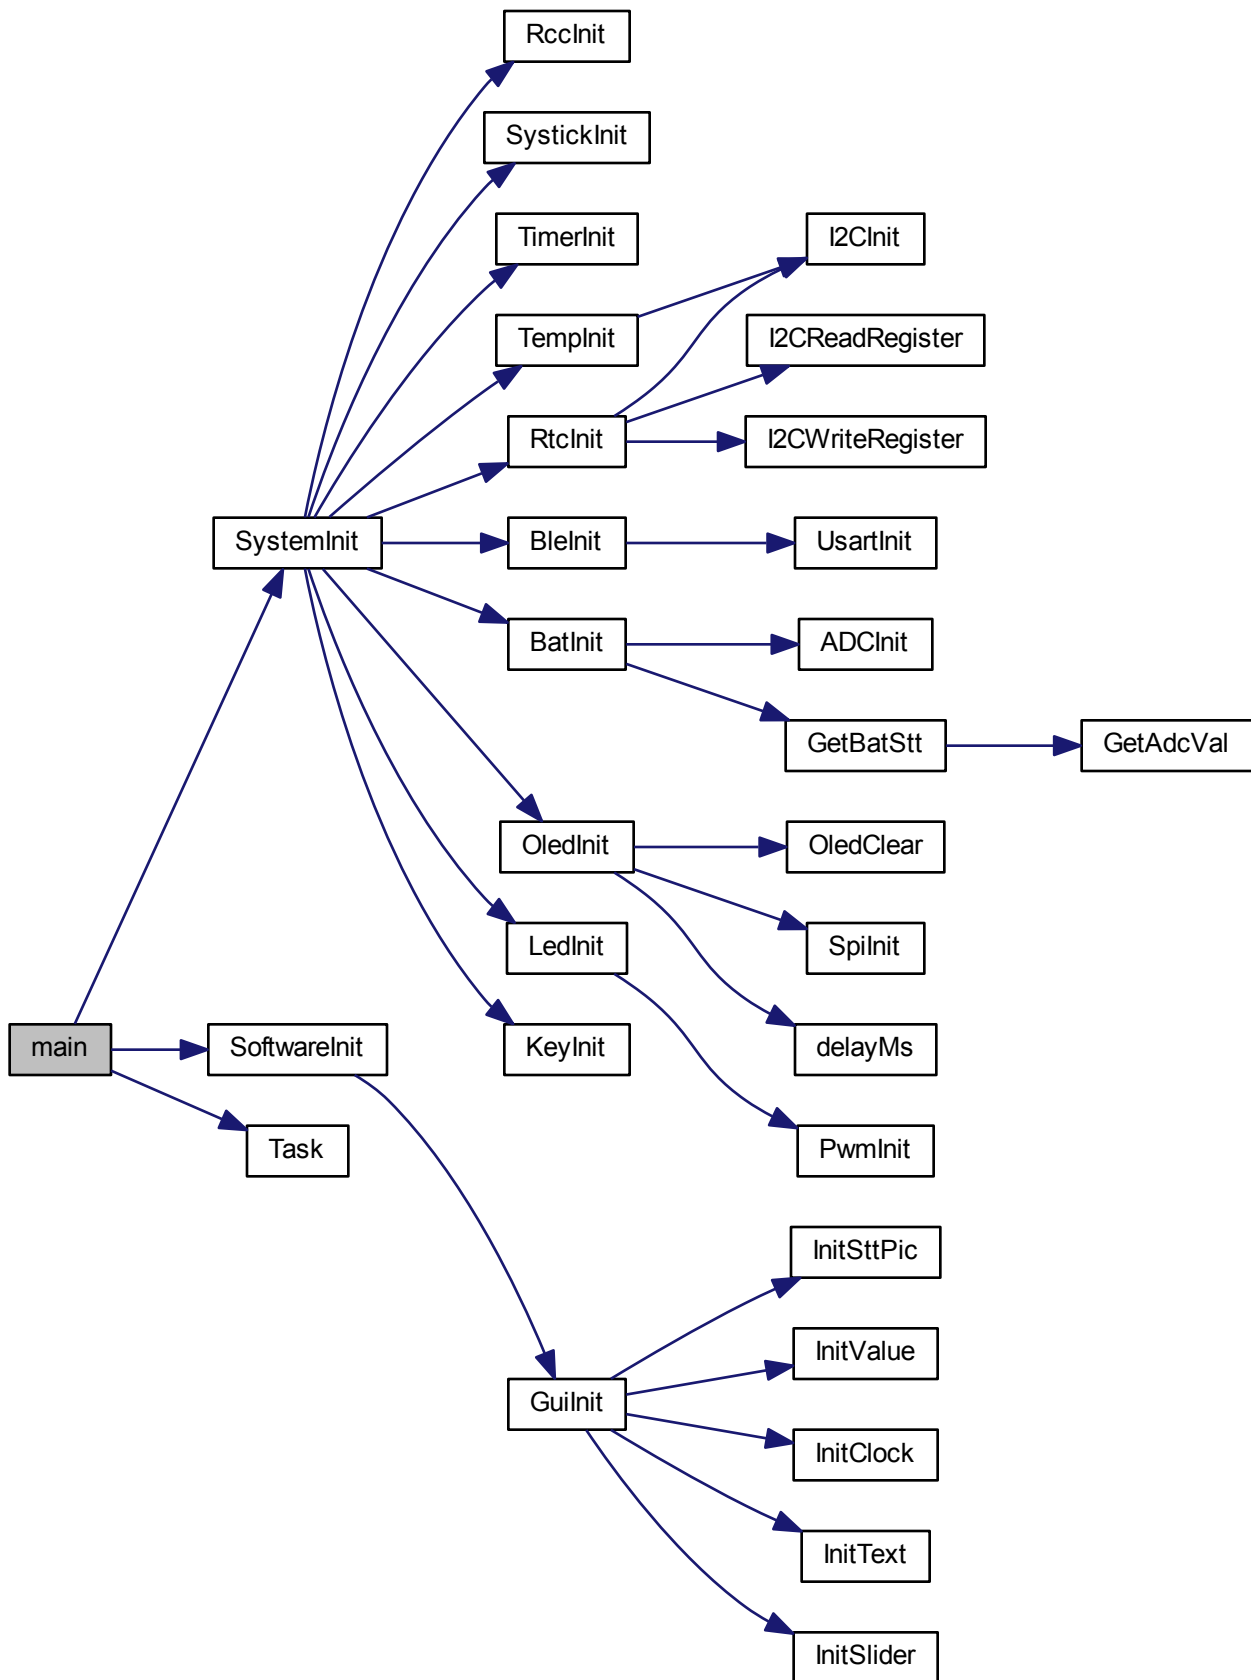 RccInit
SystickInit
TimerInit
I2CInit
TempInit
I2CReadRegister
RtcInit
I2CWriteRegister
SystemInit
BleInit
UsartInit
BatInit
ADCInit
GetBatStt
GetAdcVal
OledInit
OledClear
LedInit
SpiInit
main
SoftwareInit
KeyInit
delayMs
Task
PwmInit
InitSttPic
InitValue
GuiInit
InitClock
InitText
InitSlider